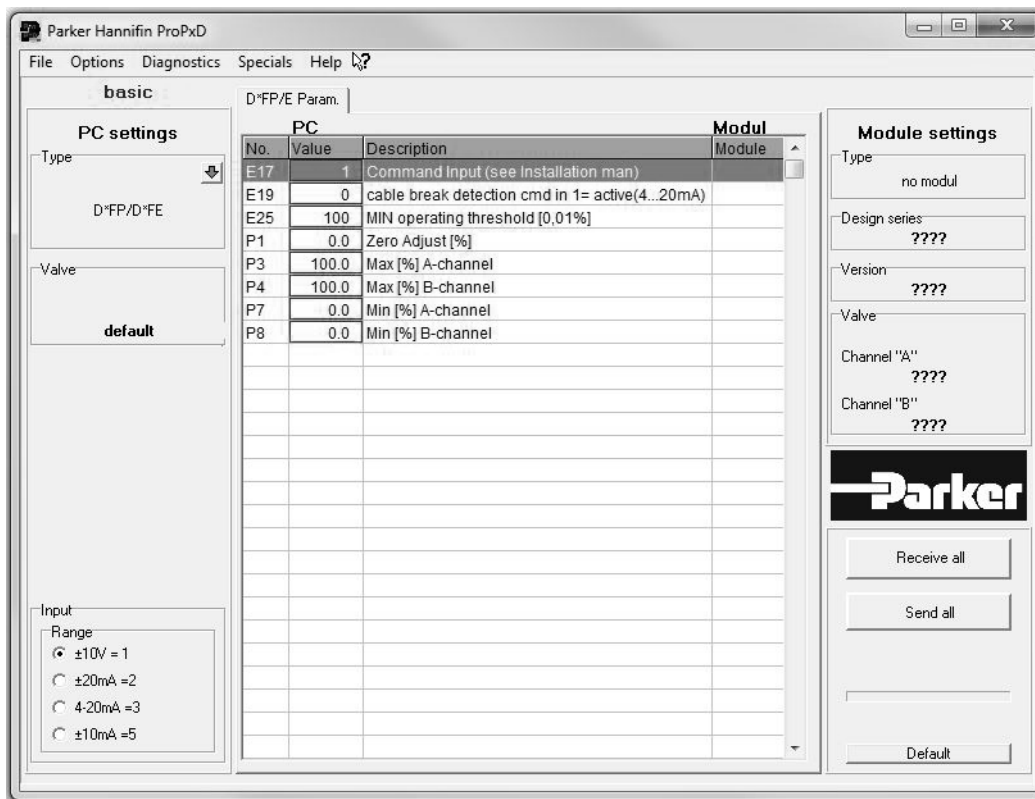 Parker Hannifin ProPxD
File Options Diagnostics Specials Help
basic
PC settings
Type
D*FP/D*FE
Valve
default
Input
Range
±10V = 1
±20mA =2
4-20mA =3
±10mA =5
D*FP/E Param.
PC Modul
No. Value Description Module
E17 1 Command Input (see Installation man)
E19 0 cable break detection cmd in 1= active(4...20mA)
E25 100 MIN operating threshold [0,01%]
P1 0.0 Zero Adjust [%]
P3 100.0 Max [%] A-channel
P4 100.0 Max [%] B-channel
P7 0.0 Min [%] A-channel
P8 0.0 Min [%] B-channel
Module settings
Type
no modul
Design series
????
Version
????
Valve
Channel "A"
????
Channel "B"
????
Parker
Receive all
Send all
Default